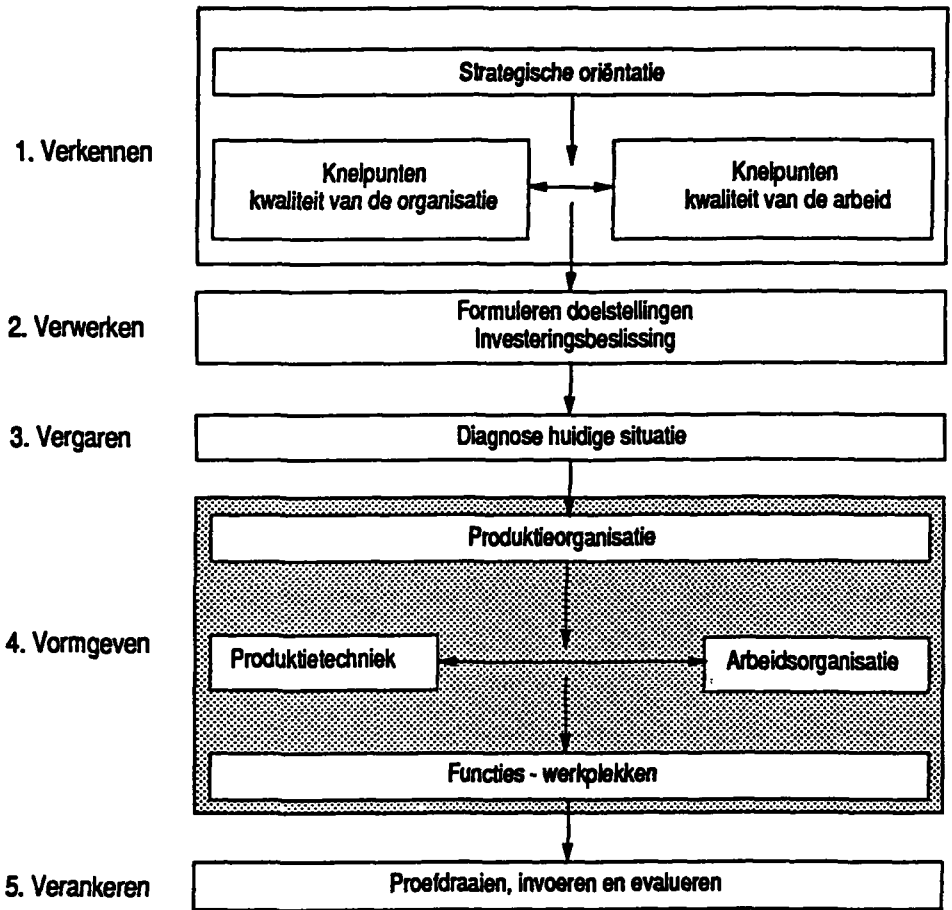 Strategische oriëntatie
1. Verkennen
Knelpunten
kwaliteit van de organisatie
Knelpunten
kwaliteit van de arbeid
2. Verwerken
Formuleren doelstellingen
Investeringsbeslissing
3. Vergaren
Diagnose huidige situatie
Produktieorganisatie
4. Vormgeven
Produktietechniek
Arbeidsorganisatie
Functies - werkplekken
5. Verankeren
Proefdraaien, invoeren en evalueren